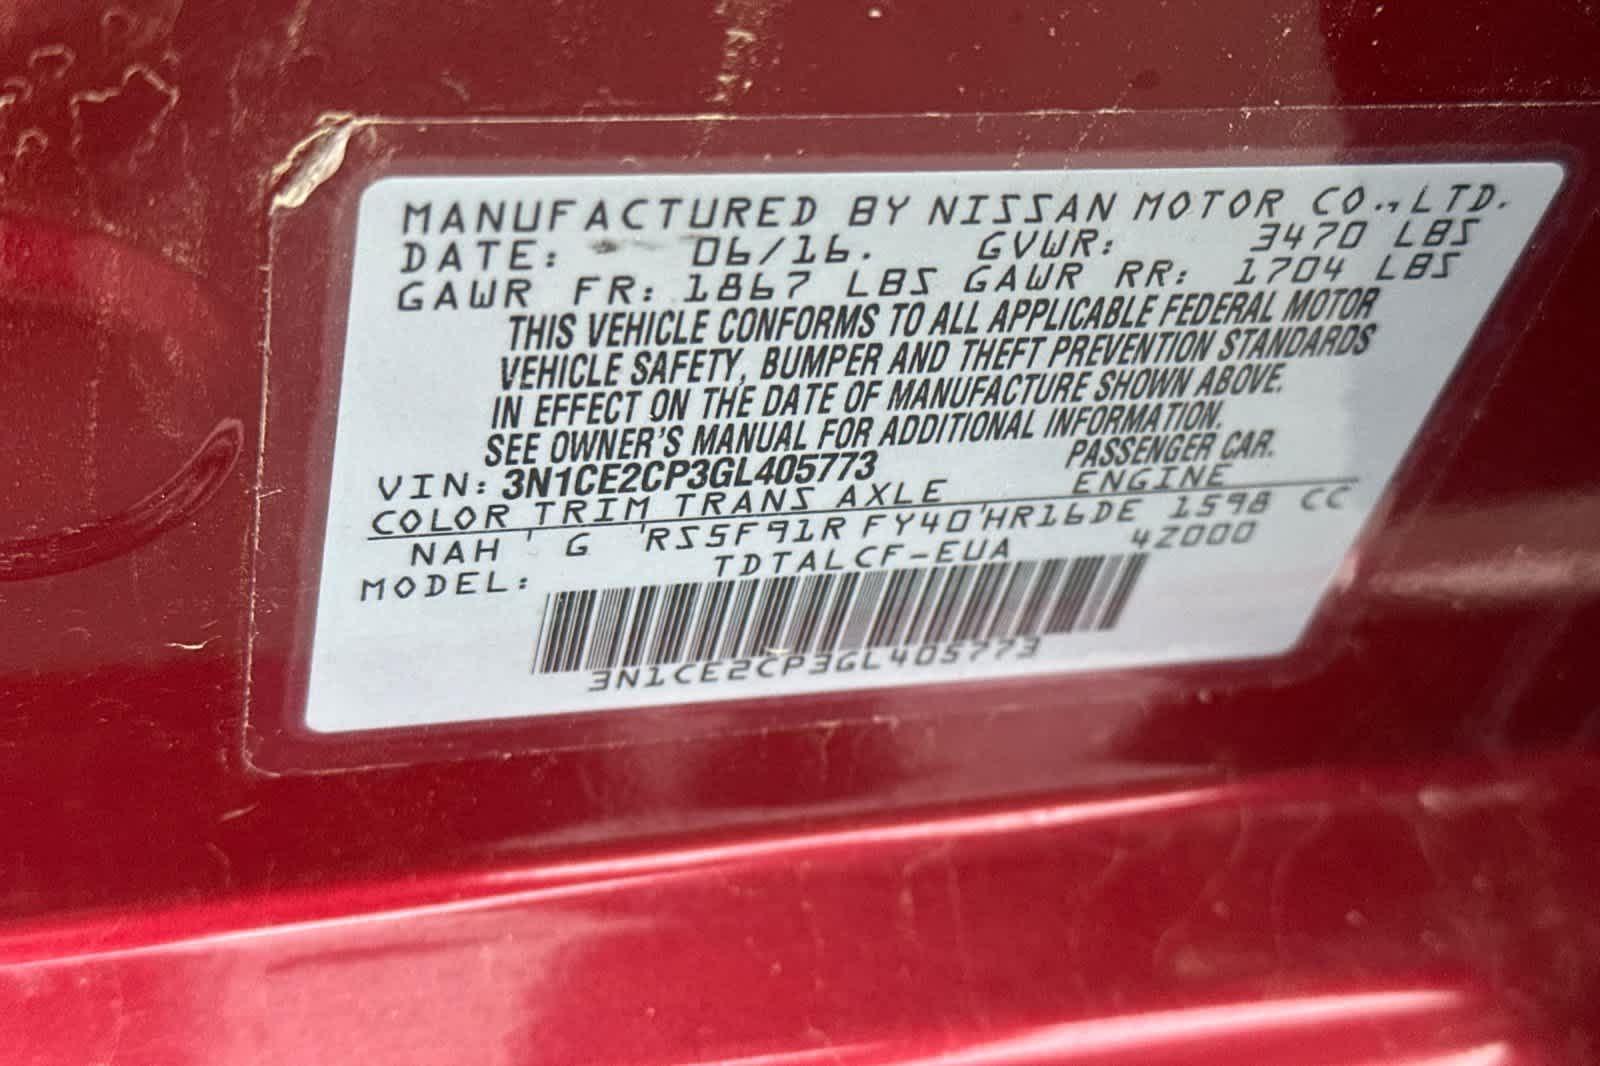 MANUFACTURED BY NISSAN MOTOR CO., LTD.
DATE: 06/16. GVWR: 3470 LBS
GAWR FR: 1867 LBS GAWR RR: 1704 LBS
THIS VEHICLE CONFORMS TO ALL APPLICABLE FEDERAL MOTOR
VEHICLE SAFETY, BUMPER AND THEFT PREVENTION STANDARDS
IN EFFECT ON THE DATE OF MANUFACTURE SHOWN ABOVE.
SEE OWNER'S MANUAL FOR ADDITIONAL INFORMATION.
VIN: 3N1CE2CP3GL405773 PASSENGER CAR.
COLOR TRIM TRANS AXLE ENGINE
NAH ' G 'RS5F91R FY40'HR16DE 1598 CC
MODEL: TDTALCF-EUA 4Z000
3N1CE2CP3GL405773